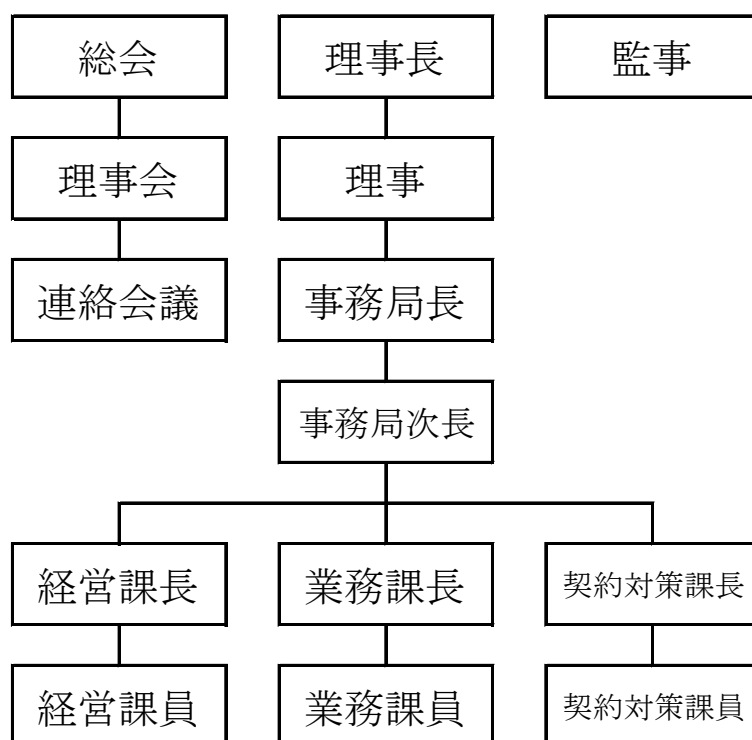 総会
理事長
監事
理事会
理事
連絡会議
事務局長
事務局次長
経営課長
業務課長
契約対策課長
経営課員
業務課員
契約対策課員